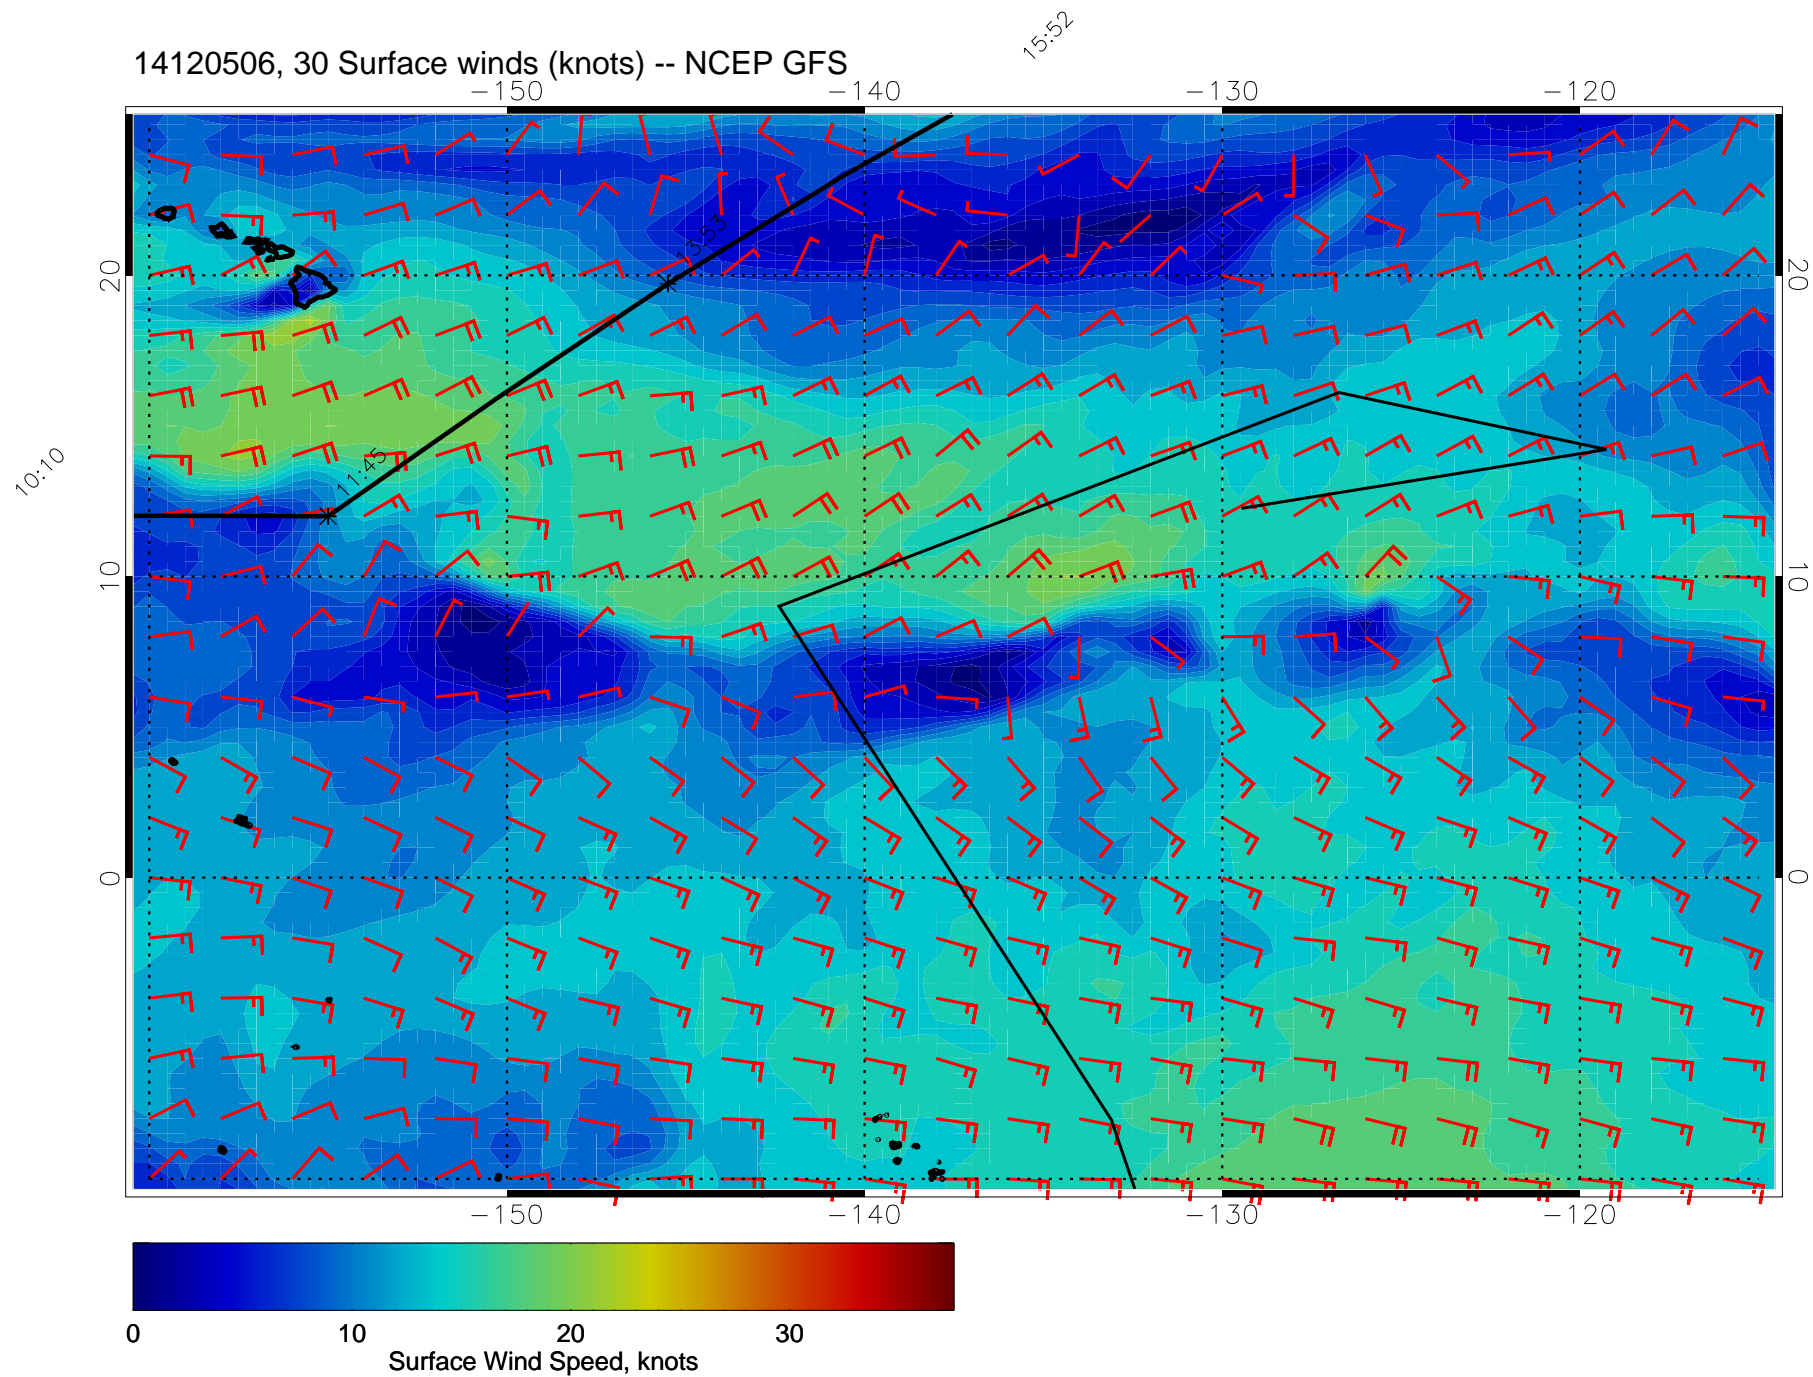 15:52
14120506, 30 Surface winds (knots) -- NCEP GFS
-150 -140 -130 -120
20 20
13:53
11:45
10:10
10 10
0 0
-150 -140 -130 -120
0 10 20 30
Surface Wind Speed, knots